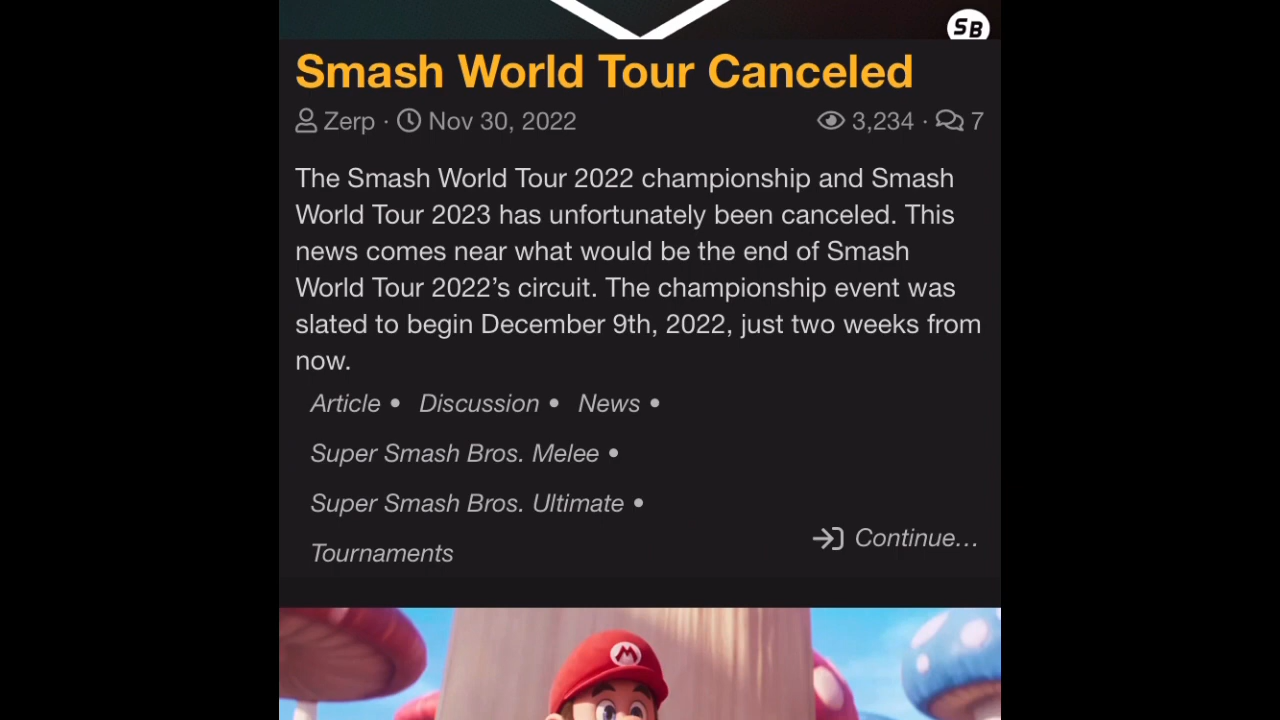 SB
Smash World Tour Canceled
Zerp · Nov 30, 2022 3,234 · 7
The Smash World Tour 2022 championship and Smash
World Tour 2023 has unfortunately been canceled. This
news comes near what would be the end of Smash
World Tour 2022’s circuit. The championship event was
slated to begin December 9th, 2022, just two weeks from
now.
Article • Discussion • News •
Super Smash Bros. Melee •
Super Smash Bros. Ultimate •
Tournaments
Continue…
M